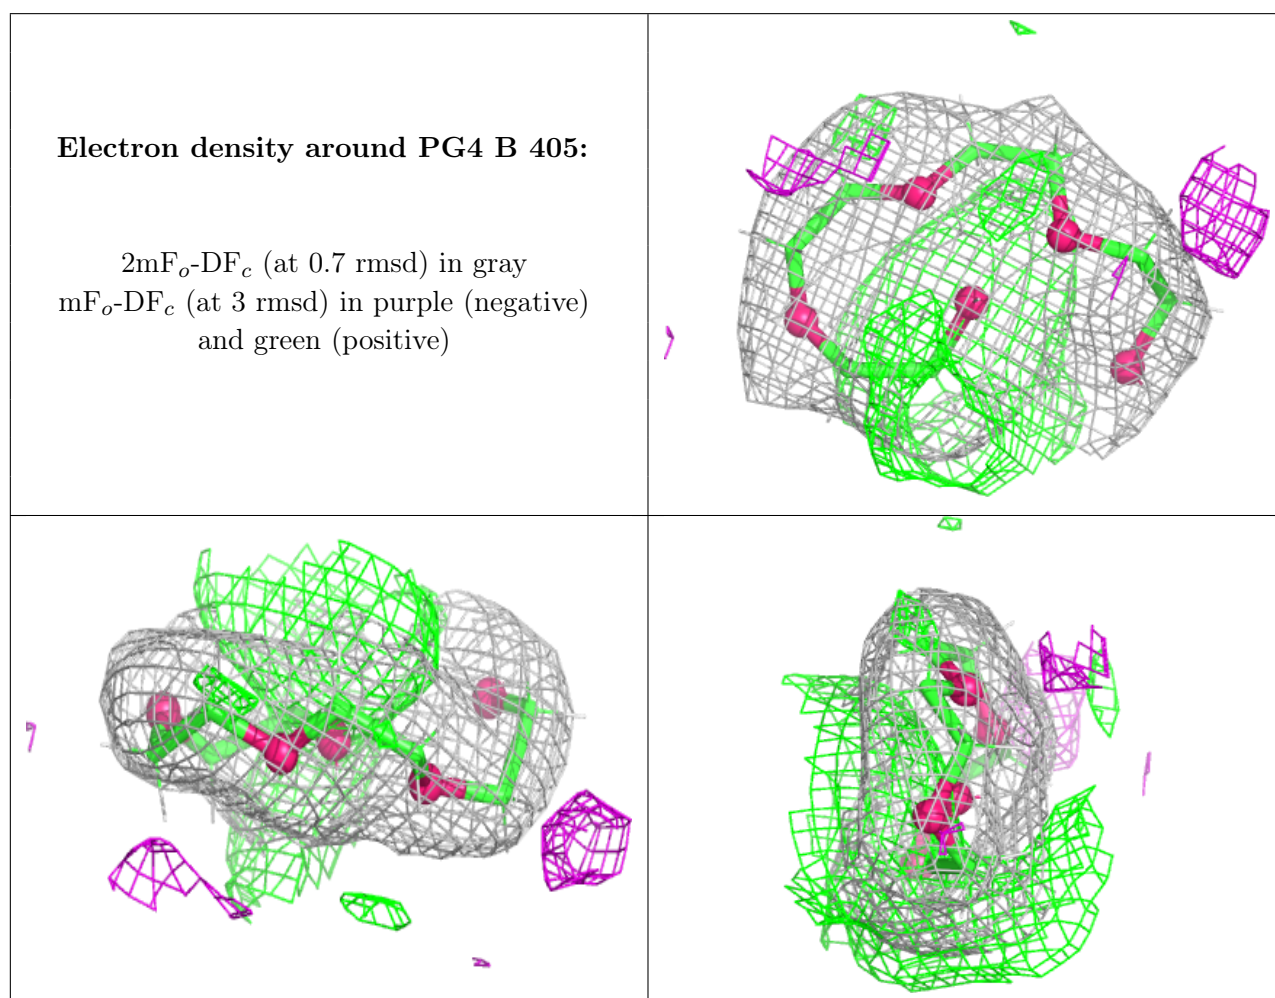 Electron density around PG4 B 405:
2mFo-DFc (at 0.7 rmsd) in gray
mFo-DFc (at 3 rmsd) in purple (negative)
and green (positive)